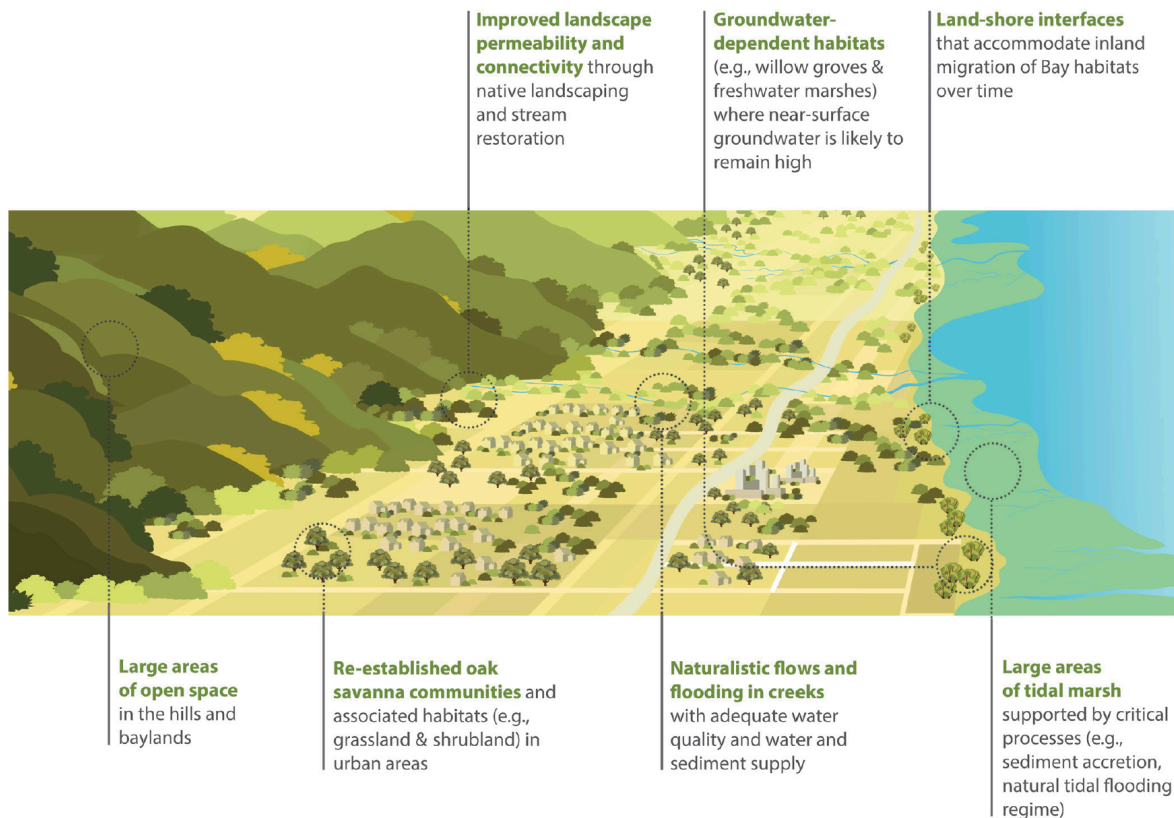 Improved landscape
permeability and
connectivity through
native landscaping
and stream
restoration
Groundwater-
dependent habitats
(e.g., willow groves &
freshwater marshes)
where near-surface
groundwater is likely to
remain high
Land-shore interfaces
that accommodate inland
migration of Bay habitats
over time
Large areas
of open space
in the hills and
baylands
Re-established oak
savanna communities and
associated habitats (e.g.,
grassland & shrubland) in
urban areas
Naturalistic flows and
flooding in creeks
with adequate water
quality and water and
sediment supply
Large areas
of tidal marsh
supported by critical
processes (e.g.,
sediment accretion,
natural tidal flooding
regime)